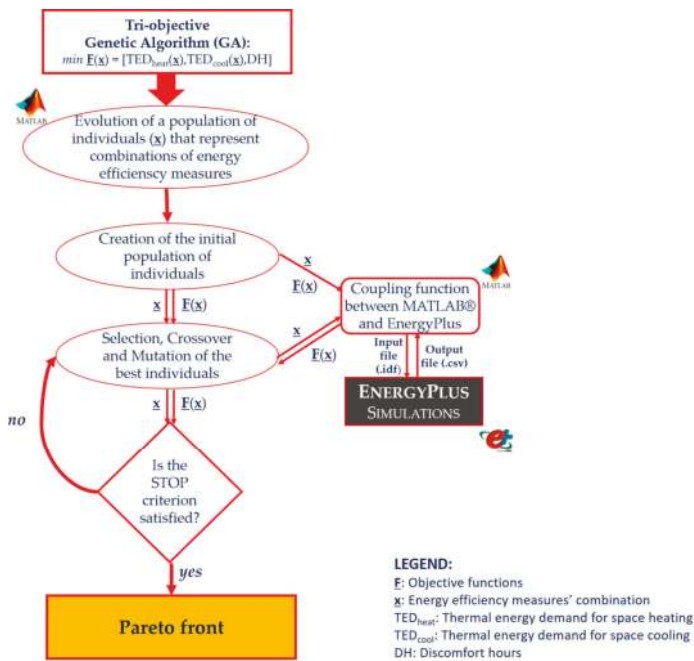 Tri-objective
Genetic Algorithm (GA):
min F(x) = [TEDheat(x),TEDcool(x),DH]
MATLAB
Evolution of a population of
individuals (x) that represent
combinations of energy
efficienscy measures
Creation of the initial
population of
individuals
x
F(x)
MATLAB
Coupling function
between MATLAB®
and EnergyPlus
x
F(x)
x
F(x)
Selection, Crossover
and Mutation of the
best individuals
Input
file
(.idf)
Output
file (.csv)
ENERGYPLUS
SIMULATIONS
x
F(x)
no
Is the
STOP
criterion
satisfied?
yes
Pareto front
LEGEND:
F: Objective functions
x: Energy efficiency measures' combination
TEDheat: Thermal energy demand for space heating
TEDcool: Thermal energy demand for space cooling
DH: Discomfort hours